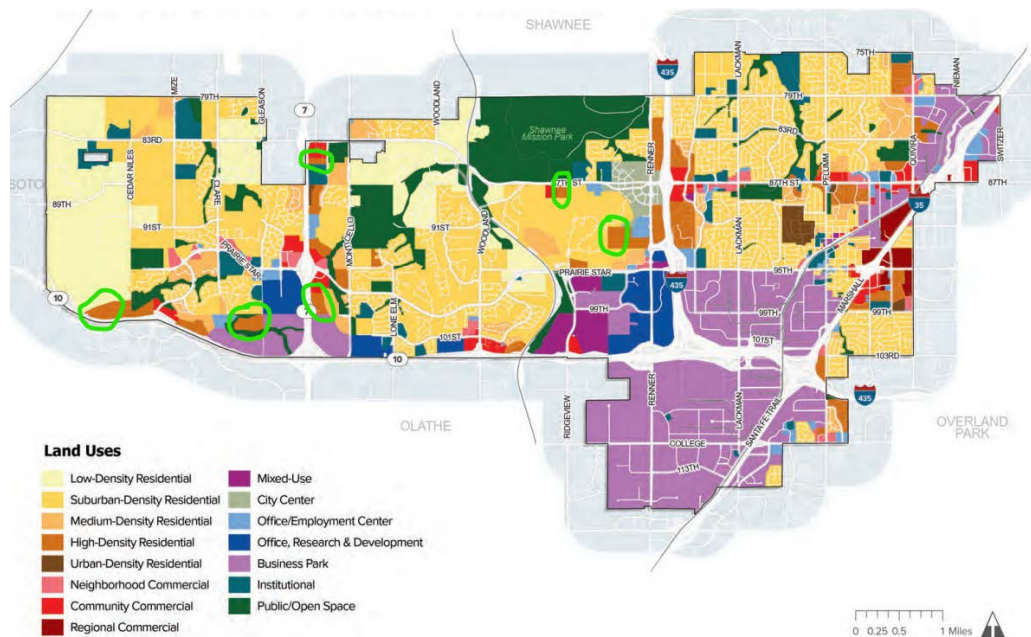 SHAWNEE
75TH
435
LACKMAN
NIEMAN
MIZE
79TH
GLEASON
7
WOODLAND
79TH
Shawnee
Mission Park
83RD
83RD
QUIVIRA
SWITZER
RENNER
PFLUMM
SOTO
CEDAR NILES
CLARE
87TH ST
87TH ST
87TH
89TH
35
91ST
MONTICELLO
WOODLAND
91ST
LACKMAN
PRAIRIE STAR
PRAIRIE STAR
95TH
435
10
7
LONE ELM
99TH
99TH
MARSHALL
99TH
101ST
101ST
103RD
10
435
RIDGEVIEW
RENNER
LACKMAN
SANTA FE TRAIL
OLATHE
OVERLAND
PARK
COLLEGE
113TH
Land Uses
Low-Density Residential
Suburban-Density Residential
Medium-Density Residential
High-Density Residential
Urban-Density Residential
Neighborhood Commercial
Community Commercial
Regional Commercial
Mixed-Use
City Center
Office/Employment Center
Office, Research & Development
Business Park
Institutional
Public/Open Space
0 0.25 0.5 1 Miles